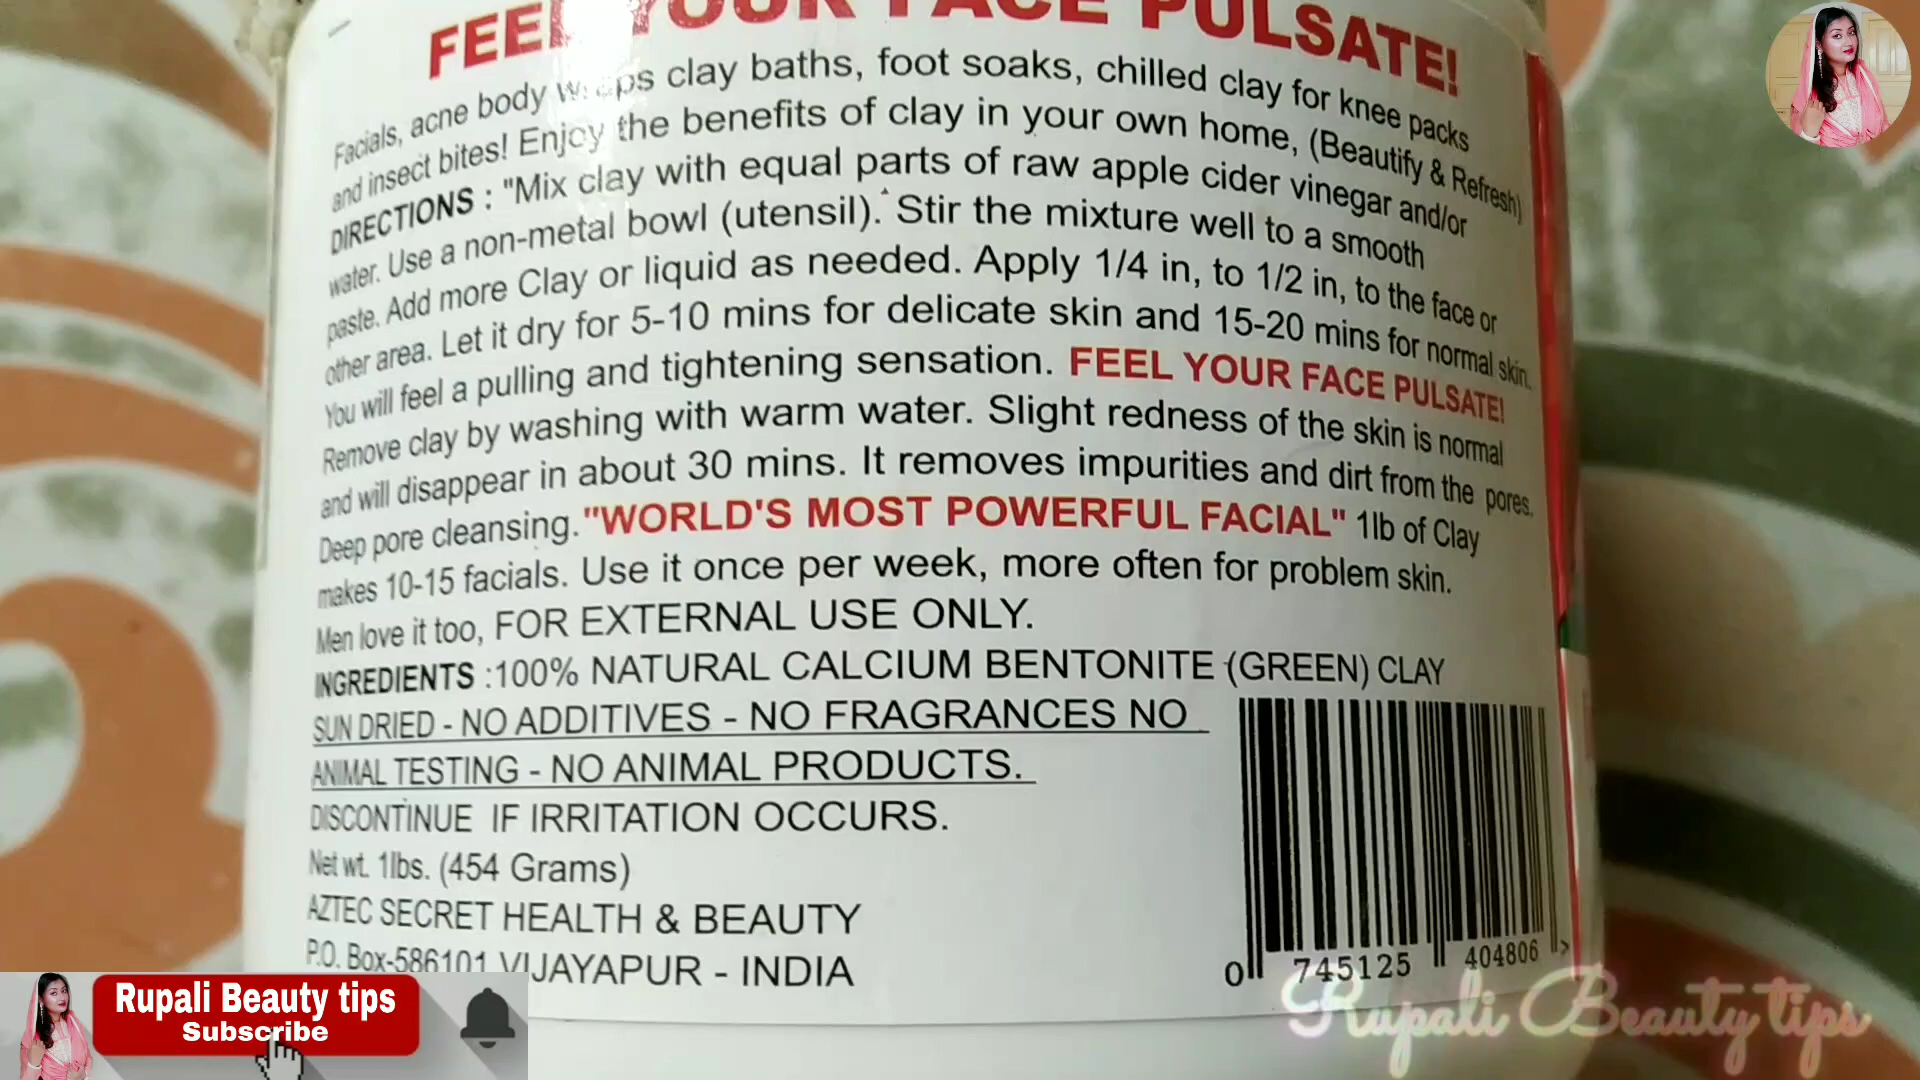 FEEL YOUR FACE PULSATE!
Facials, acne body wraps clay baths, foot soaks, chilled clay for knee packs
and insect bites! Enjoy the benefits of clay in your own home, (Beautify & Refresh)
DIRECTIONS : "Mix clay with equal parts of raw apple cider vinegar and/or
water. Use a non-metal bowl (utensil). Stir the mixture well to a smooth
paste. Add more Clay or liquid as needed. Apply 1/4 in, to 1/2 in, to the face or
other area. Let it dry for 5-10 mins for delicate skin and 15-20 mins for normal skin.
You will feel a pulling and tightening sensation. FEEL YOUR FACE PULSATE!
Remove clay by washing with warm water. Slight redness of the skin is normal
and will disappear in about 30 mins. It removes impurities and dirt from the pores.
Deep pore cleansing. "WORLD'S MOST POWERFUL FACIAL" 1lb of Clay
makes 10-15 facials. Use it once per week, more often for problem skin.
Men love it too, FOR EXTERNAL USE ONLY.
INGREDIENTS :100% NATURAL CALCIUM BENTONITE (GREEN) CLAY
SUN DRIED - NO ADDITIVES - NO FRAGRANCES NO
ANIMAL TESTING - NO ANIMAL PRODUCTS.
DISCONTINUE IF IRRITATION OCCURS.
Net wt. 1lbs. (454 Grams)
AZTEC SECRET HEALTH & BEAUTY
P.O. Box-586101 VIJAYAPUR - INDIA
0 745125 404806 >
Rupali Beauty tips
Subscribe
Rupali Beauty tips